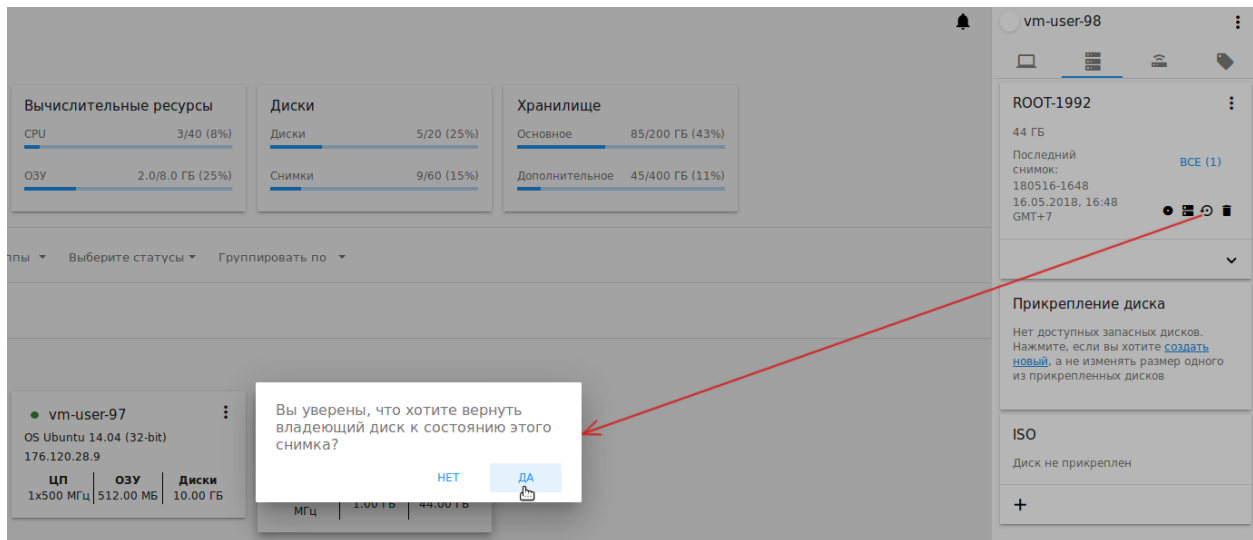 vm-user-98
Вычислительные ресурсы
CPU 3/40 (8%)
ОЗУ 2.0/8.0 ГБ (25%)
Диски
Диски 5/20 (25%)
Снимки 9/60 (15%)
Хранилище
Основное 85/200 ГБ (43%)
Дополнительное 45/400 ГБ (11%)
Выберите статусы
Группировать по
vm-user-97
OS Ubuntu 14.04 (32-bit)
176.120.28.9
ЦП ОЗУ Диски
1x500 МГц 512.00 МБ 10.00 ГБ
Вы уверены, что хотите вернуть
владеющий диск к состоянию этого
снимка?
НЕТ ДА
МГц 1.00 ГБ 44.00 ГБ
ROOT-1992
44 ГБ
Последний
снимок:
ВСЕ (1)
180516-1648
16.05.2018, 16:48
GMT+7
Прикрепление диска
Нет доступных запасных дисков.
Нажмите, если вы хотите создать
новый, а не изменять размер одного
из прикрепленных дисков
ISO
Диск не прикреплен